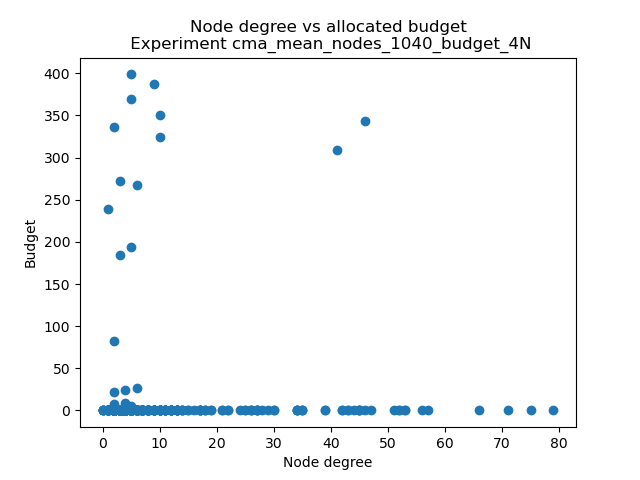 Node degree vs allocated budget
Experiment cma_mean_nodes_1040_budget_4N
400
350
300
250
200
150
100
50
0
Budget
0 10 20 30 40 50 60 70 80
Node degree